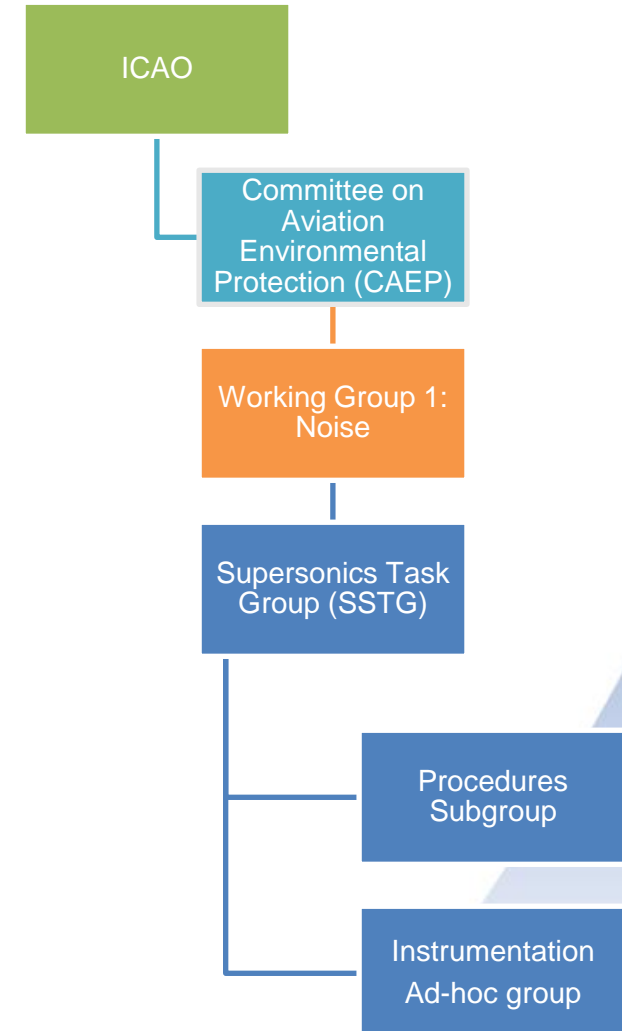 ICAO
Committee on
Aviation
Environmental
Protection (CAEP)
Working Group 1:
Noise
Supersonics Task
Group (SSTG)
Procedures
Subgroup
Instrumentation
Ad-hoc group